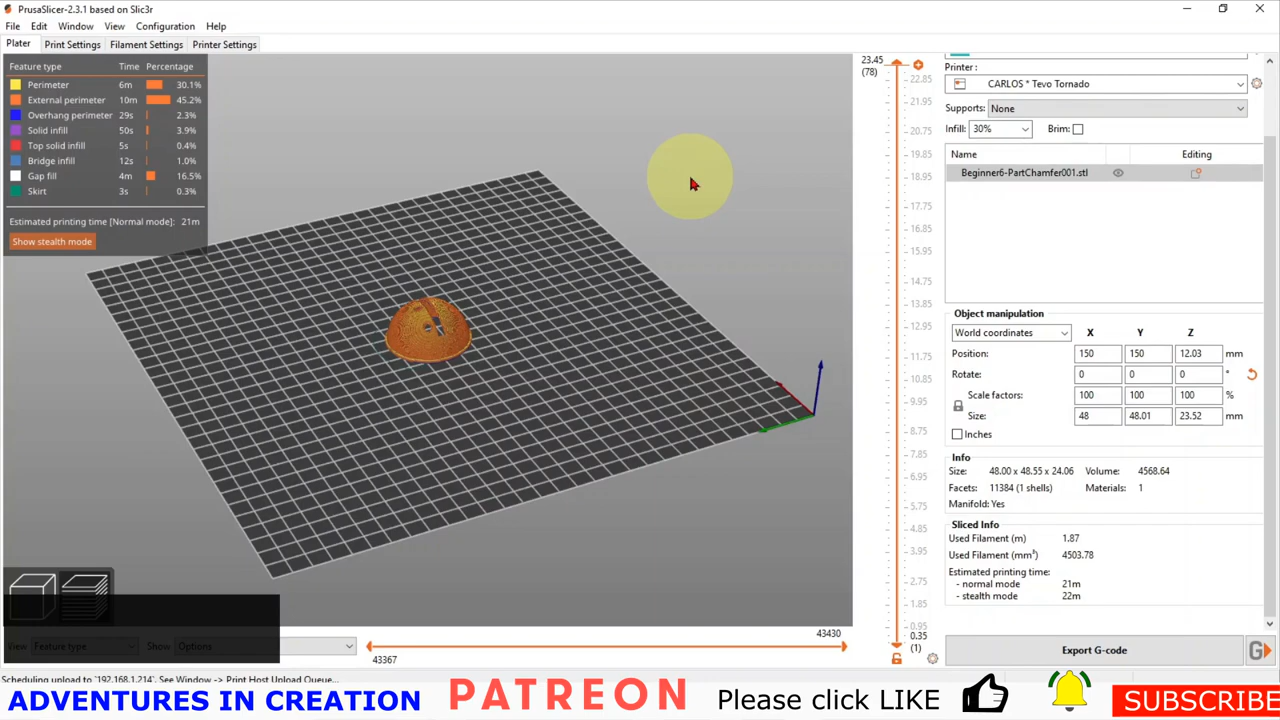 PrusaSlicer-2.3.1 based on Slic3r
File Edit Window View Configuration Help
Plater Print Settings Filament Settings Printer Settings
Feature type Time Percentage
Perimeter 6m 30.1%
External perimeter 10m 45.2%
Overhang perimeter 29s 2.3%
Solid infill 50s 3.9%
Top solid infill 5s 0.4%
Bridge infill 12s 1.0%
Gap fill 4m 16.5%
Skirt 3s 0.3%
Estimated printing time [Normal mode]: 21m
Show stealth mode
View Feature type Show Options
43430
43367
23.45
(78)
22.85
21.95
20.75
19.85
18.95
17.75
16.85
15.95
14.75
13.85
12.95
11.75
10.85
9.95
8.75
7.85
6.95
5.75
4.85
3.95
2.75
1.85
0.95
0.35
(1)
Printer :
CARLOS * Tevo Tornado
Supports: None
Infill: 30% Brim:
Name Editing
Beginner6-PartChamfer001.stl
Object manipulation
World coordinates X Y Z
Position: 150 150 12.03 mm
Rotate: 0 0 0 °
Scale factors: 100 100 100 %
Size: 48 48.01 23.52 mm
Inches
Info
Size: 48.00 x 48.55 x 24.06 Volume: 4568.64
Facets: 11384 (1 shells) Materials: 1
Manifold: Yes
Sliced Info
Used Filament (m) 1.87
Used Filament (mm³) 4503.78
Estimated printing time:
- normal mode 21m
- stealth mode 22m
Export G-code
G
Scheduling upload to `192.168.1.214`. See Window -> Print Host Upload Queue...
ADVENTURES IN CREATION PATREON Please click LIKE SUBSCRIBE